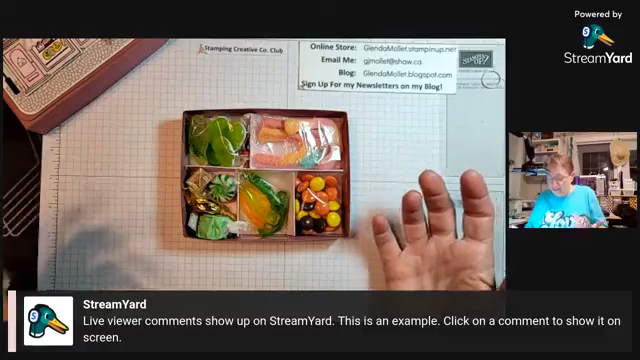 Powered by
StreamYard
Stamping Creative Co. Club
Online Store: GlendaMollet.stampinup.net
Email Me: gjmollet@shaw.ca
Blog: GlendaMollet.blogspot.com
Sign Up For my Newsletters on my Blog!
StreamYard
Live viewer comments show up on StreamYard. This is an example. Click on a comment to show it on
screen.